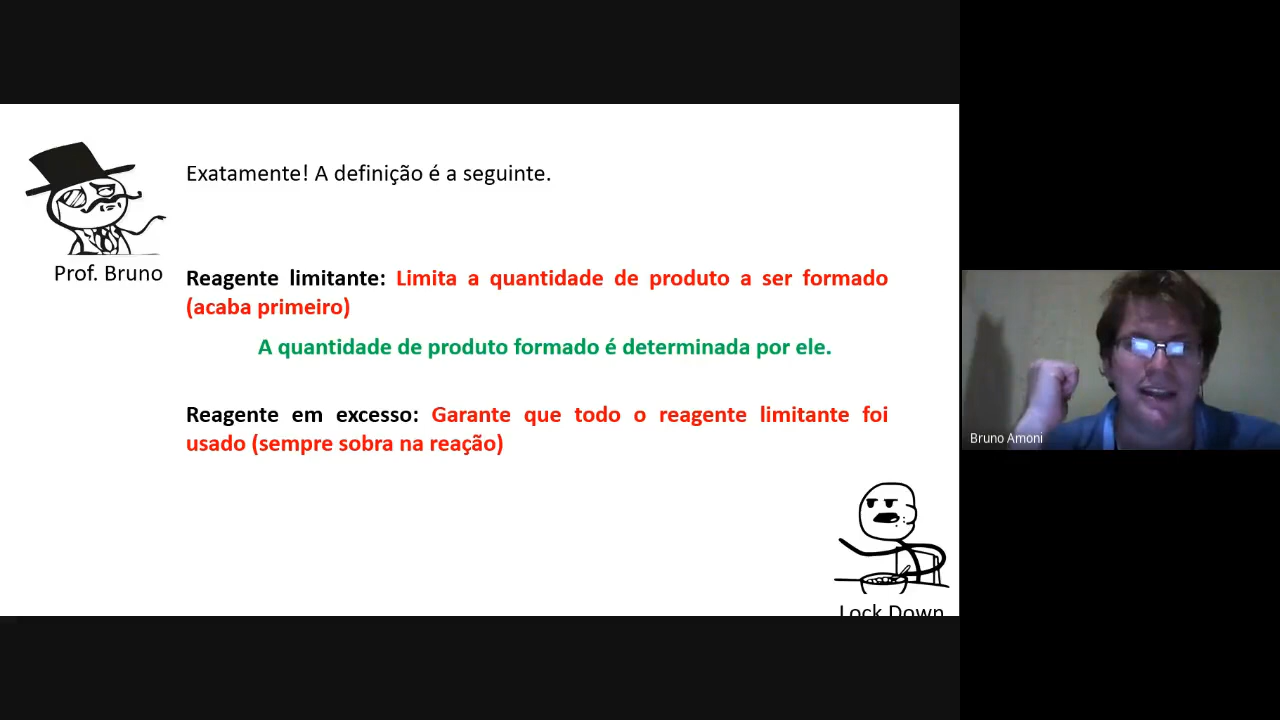 Exatamente! A definição é a seguinte.
Prof. Bruno
Reagente limitante: Limita a quantidade de produto a ser formado
(acaba primeiro)
A quantidade de produto formado é determinada por ele.
Reagente em excesso: Garante que todo o reagente limitante foi
usado (sempre sobra na reação)
Lock Down
Bruno Amoni